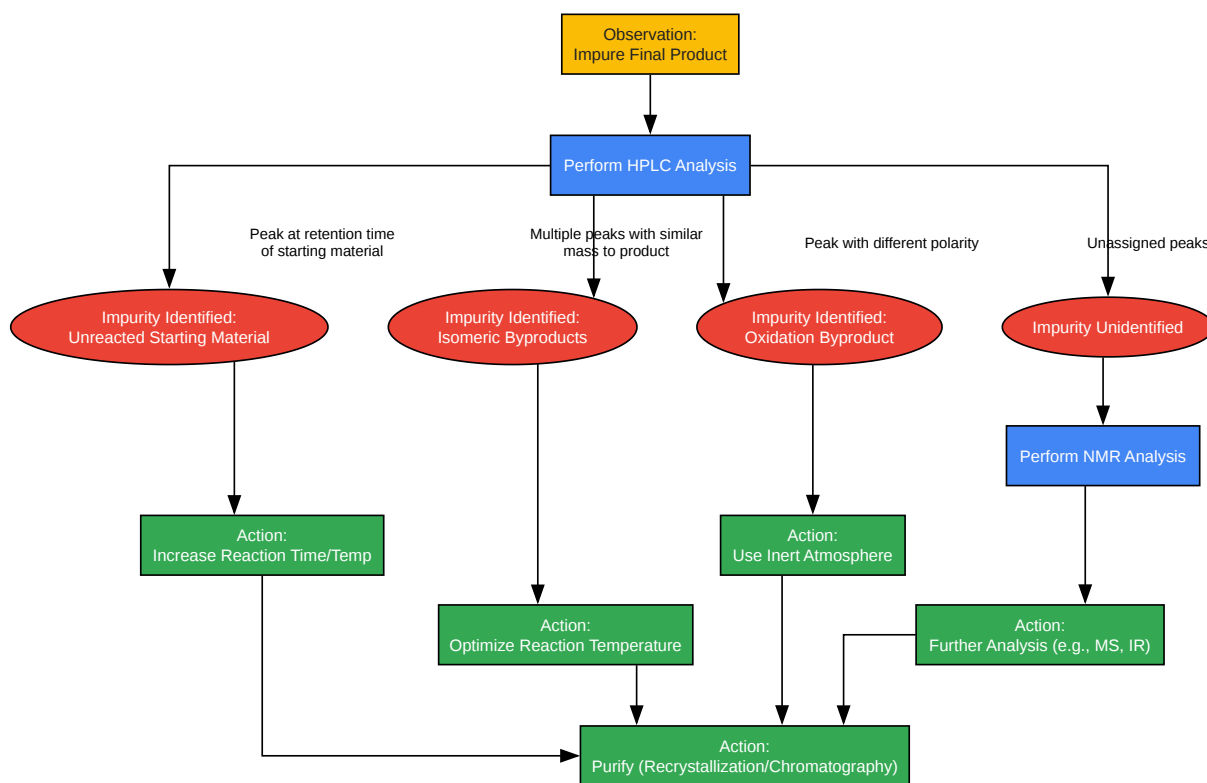 Observation:
Impure Final Product
Perform HPLC Analysis
Peak at retention time
of starting material
Multiple peaks with similar
mass to product
Peak with different polarity
Unassigned peaks
Impurity Identified:
Unreacted Starting Material
Impurity Identified:
Isomeric Byproducts
Impurity Identified:
Oxidation Byproduct
Impurity Unidentified
Perform NMR Analysis
Action:
Increase Reaction Time/Temp
Action:
Use Inert Atmosphere
Action:
Optimize Reaction Temperature
Action:
Further Analysis (e.g., MS, IR)
Action:
Purify (Recrystallization/Chromatography)